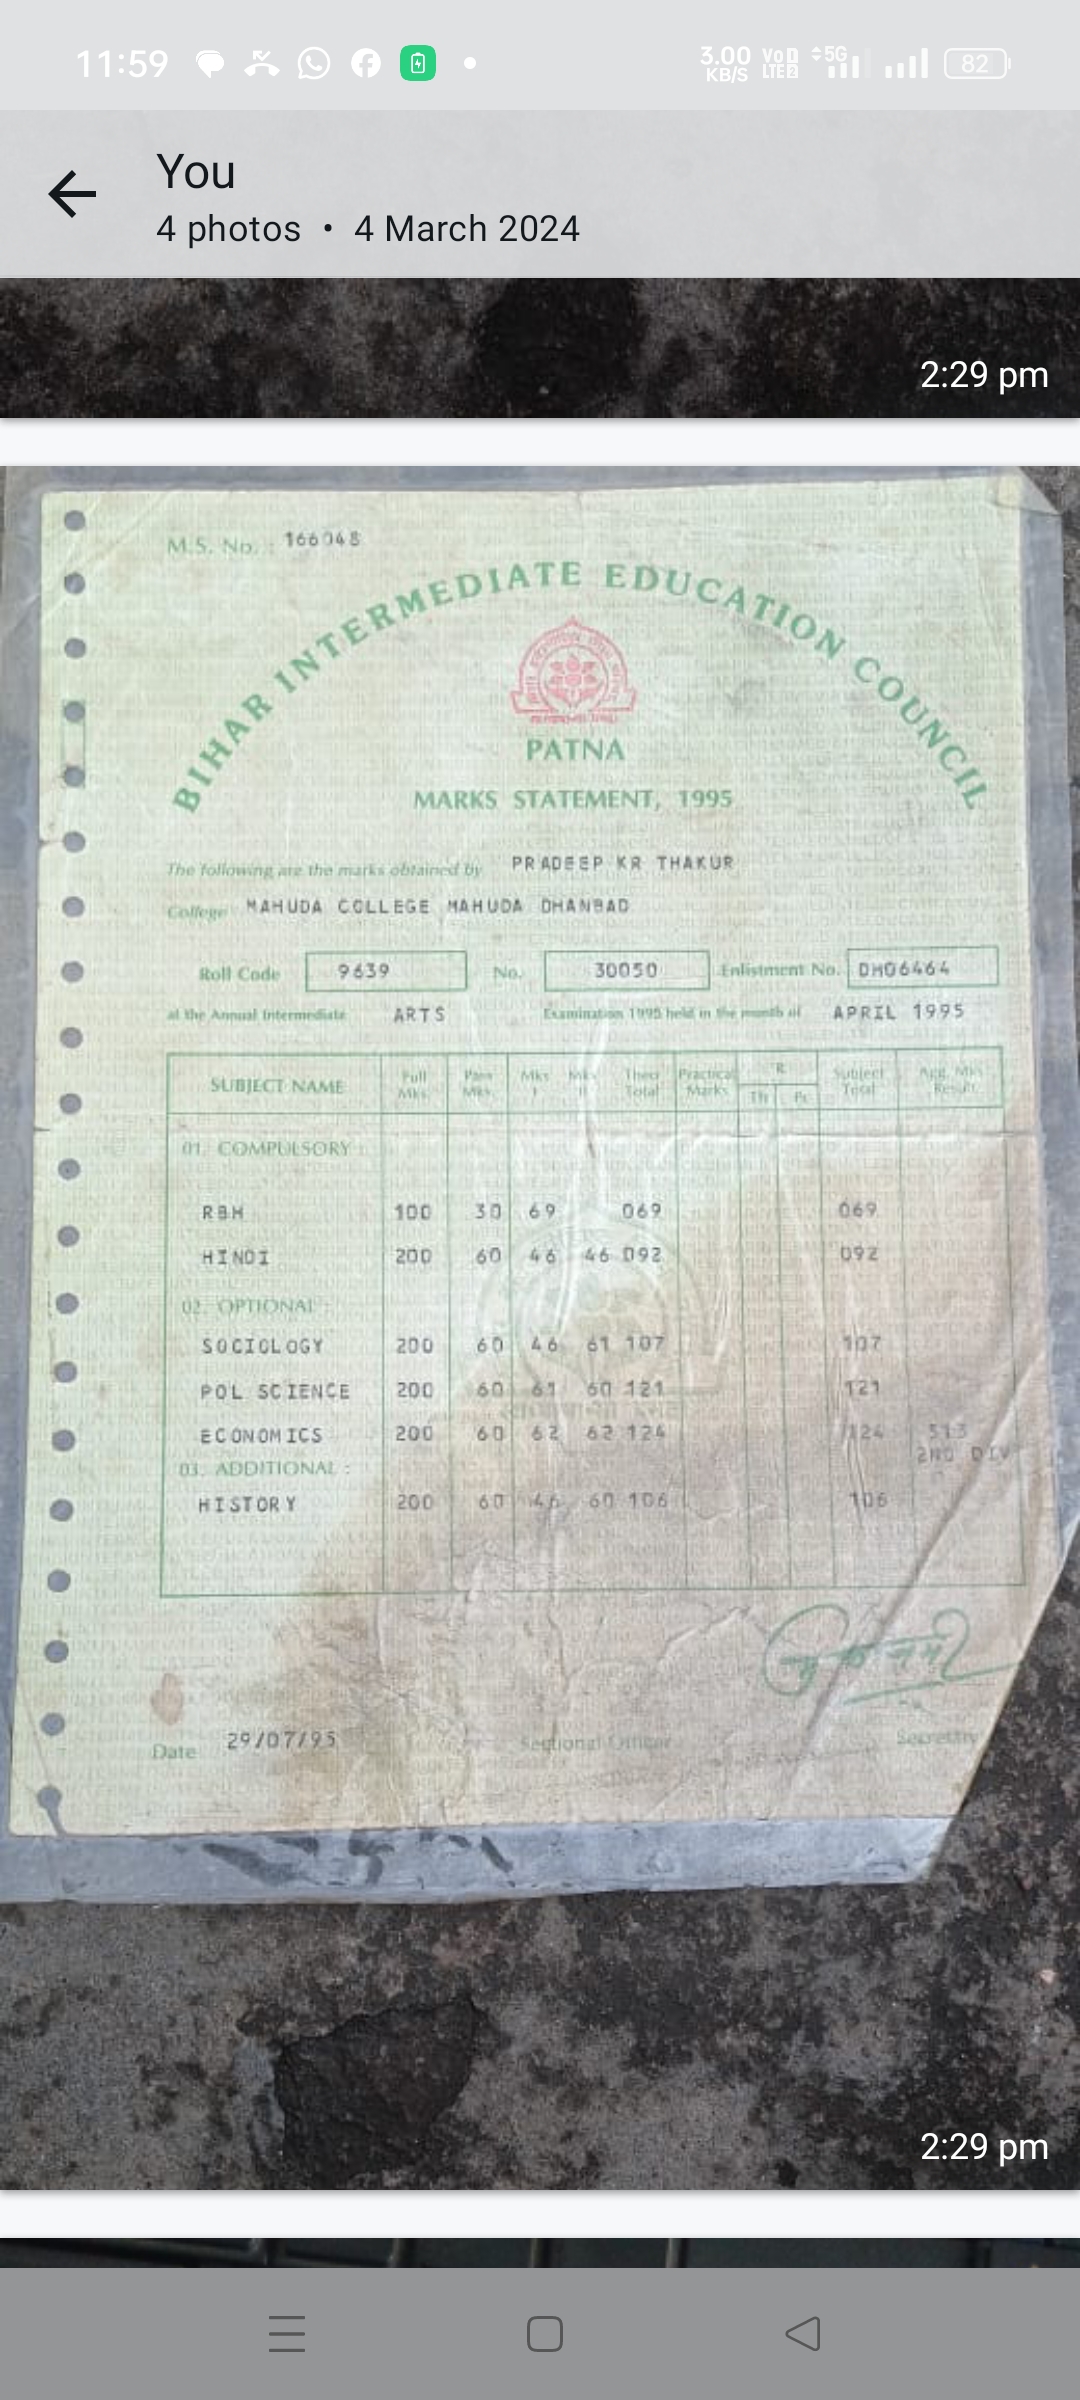 11:59
3.00 KB/S VoD LTE2 5G 82
You
4 photos • 4 March 2024
2:29 pm
M.S. No. : 166048
BIHAR INTERMEDIATE EDUCATION COUNCIL
PATNA
MARKS STATEMENT, 1995
The following are the marks obtained by PRADEEP KR THAKUR
College MAHUDA COLLEGE MAHUDA DHANBAD
Roll Code 9639 No. 30050 Enlistment No. DM06464
at the Annual Intermediate ARTS Examination 1995 held in the month of APRIL 1995
SUBJECT NAME Full Mks. Pass Mks. Mks I Mks II Theo Total Practical Marks R Th Pr. Subject Total Agg. Mks Result.
01. COMPULSORY :
RBH 100 30 69 069 069
HINDI 200 60 46 46 092 092
02. OPTIONAL :
SOCIOLOGY 200 60 46 61 107 107
POL SCIENCE 200 60 61 60 121 121
ECONOMICS 200 60 62 62 124 124 513
2ND DIV
03. ADDITIONAL :
HISTORY 200 60 46 60 106 106
Date 29/07/95 Sectional Officer Secretary
2:29 pm